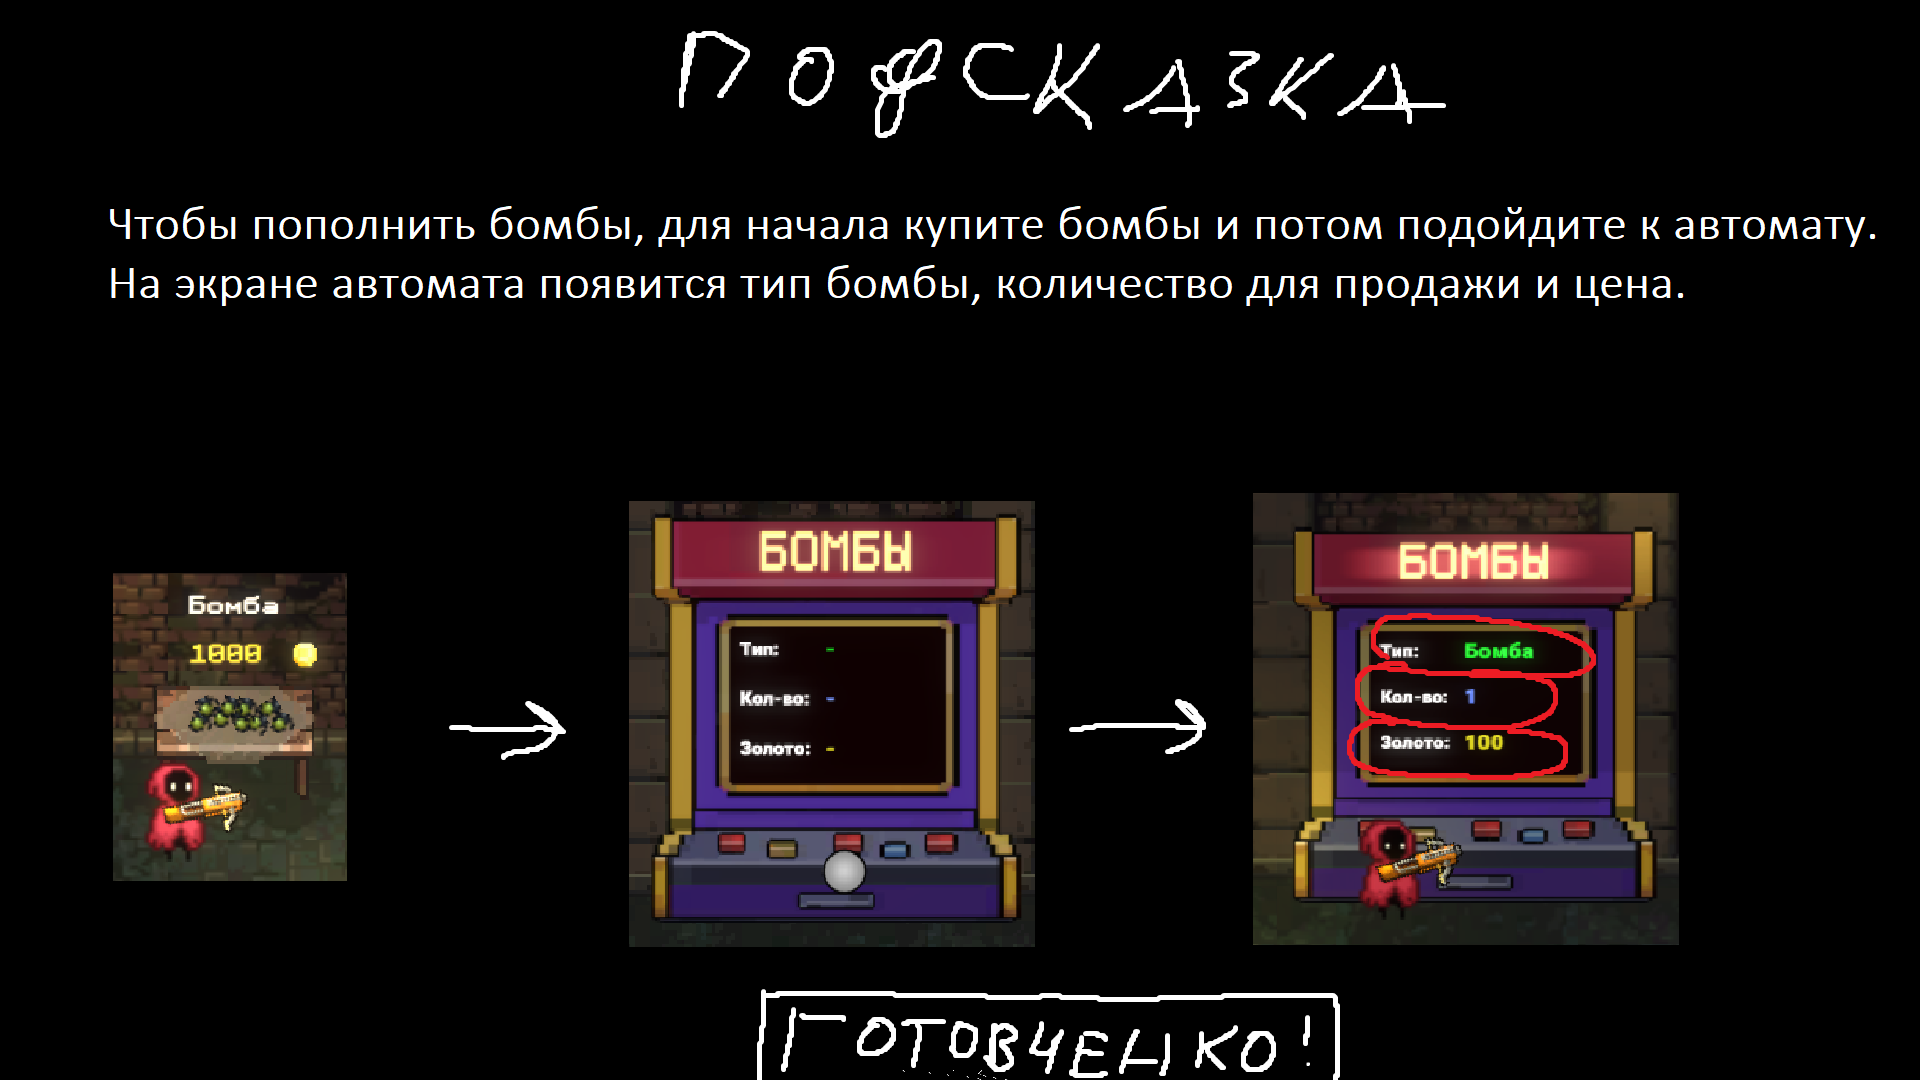 ПОДСКАЗКА
Чтобы пополнить бомбы, для начала купите бомбы и потом подойдите к автомату.
На экране автомата появится тип бомбы, количество для продажи и цена.
Бомба
1000
БОМБЫ
Тип: -
Кол-во: -
Золото: -
БОМБЫ
Тип: Бомба
Кол-во: 1
Золото: 100
ГОТОВЧЕНКО!